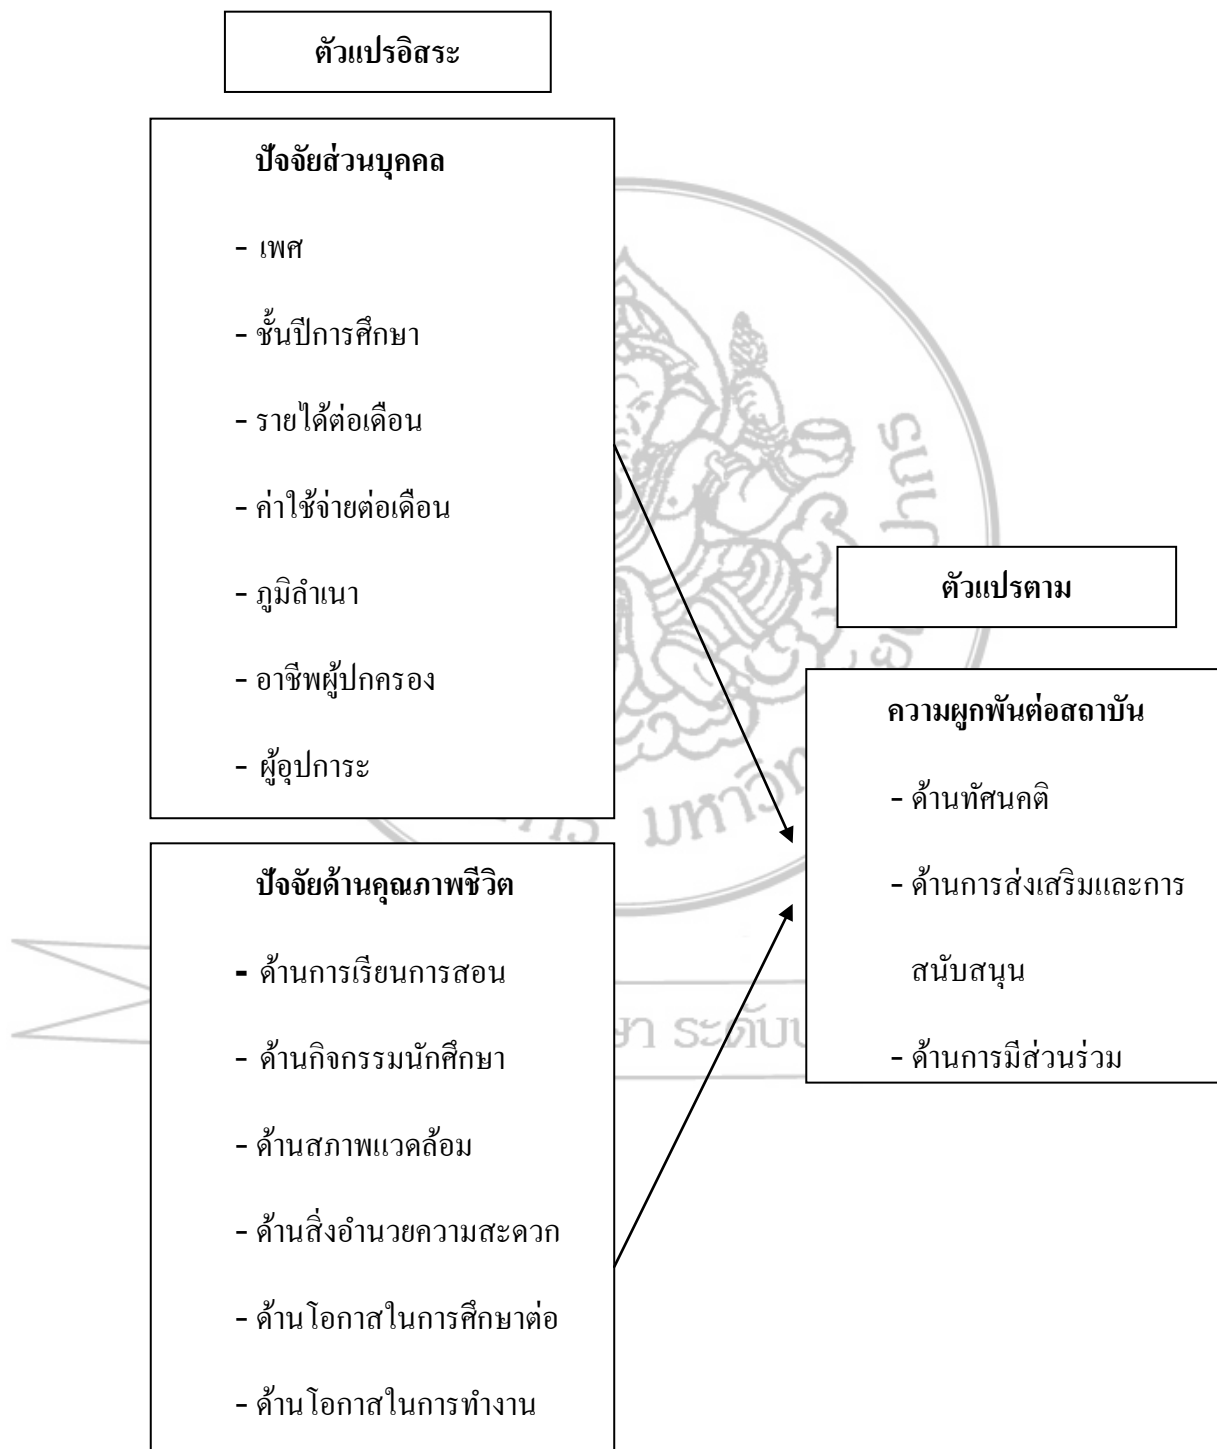 ตัวแปรอิสระ
ปัจจัยส่วนบุคคล
- เพศ
- ชั้นปีการศึกษา
- รายได้ต่อเดือน
- ค่าใช้จ่ายต่อเดือน
- ภูมิลำเนา
- อาชีพผู้ปกครอง
- ผู้อุปการะ
ปัจจัยด้านคุณภาพชีวิต
- ด้านการเรียนการสอน
- ด้านกิจกรรมนักศึกษา
- ด้านสภาพแวดล้อม
- ด้านสิ่งอำนวยความสะดวก
- ด้านโอกาสในการศึกษาต่อ
- ด้านโอกาสในการทำงาน
ตัวแปรตาม
ความผูกพันต่อสถาบัน
- ด้านทัศนคติ
- ด้านการส่งเสริมและการ
สนับสนุน
- ด้านการมีส่วนร่วม